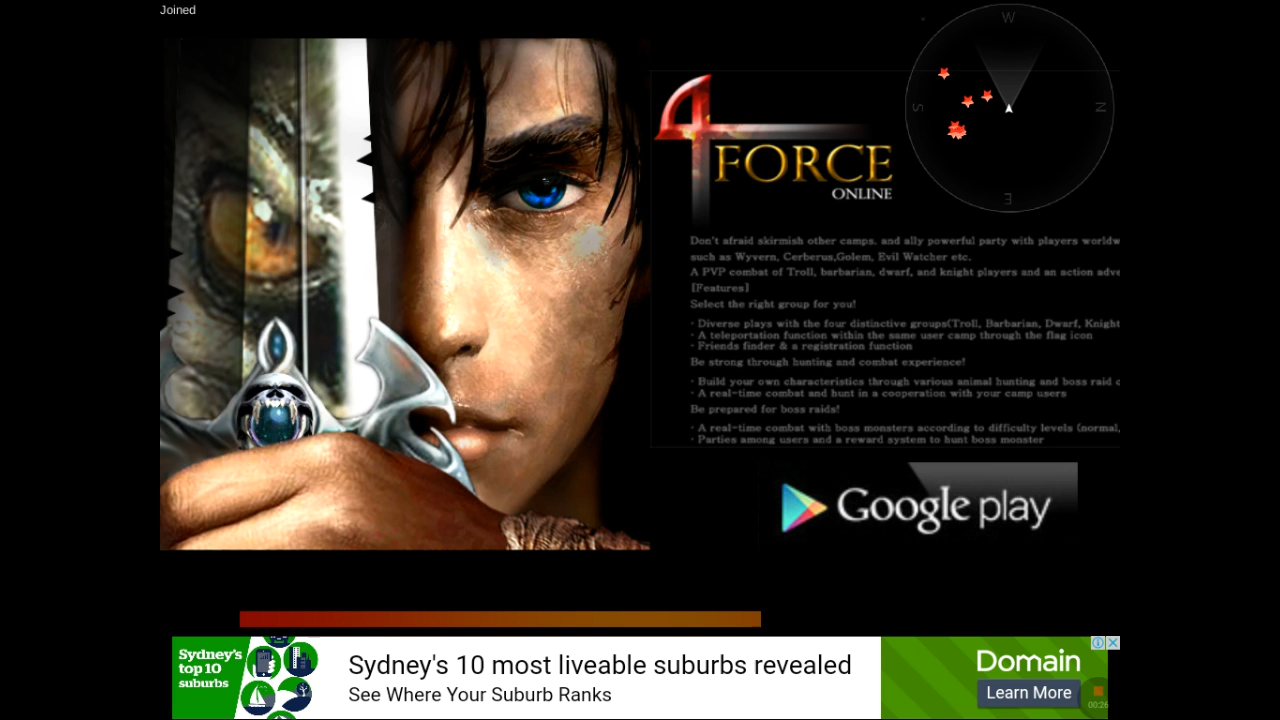 Joined
W
S
N
E
4
FORCE
ONLINE
Don't afraid skirmish other camps. and ally powerful party with players worldw
such as Wyvern, Cerberus,Golem, Evil Watcher etc.
A PVP combat of Troll, barbarian, dwarf, and knight players and an action adve
[Features]
Select the right group for you!
· Diverse plays with the four distinctive groups(Troll, Barbarian, Dwarf, Knight
· A teleportation function within the same user camp through the flag icon
· Friends finder & a registration function
Be strong through hunting and combat experience!
· Build your own characteristics through various animal hunting and boss raid c
· A real-time combat and hunt in a cooperation with your camp users
Be prepared for boss raids!
· A real-time combat with boss monsters according to difficulty levels (normal,
· Parties among users and a reward system to hunt boss monster
Google play
Sydney's
top 10
suburbs
Sydney's 10 most liveable suburbs revealed
See Where Your Suburb Ranks
Domain
Learn More
00:26